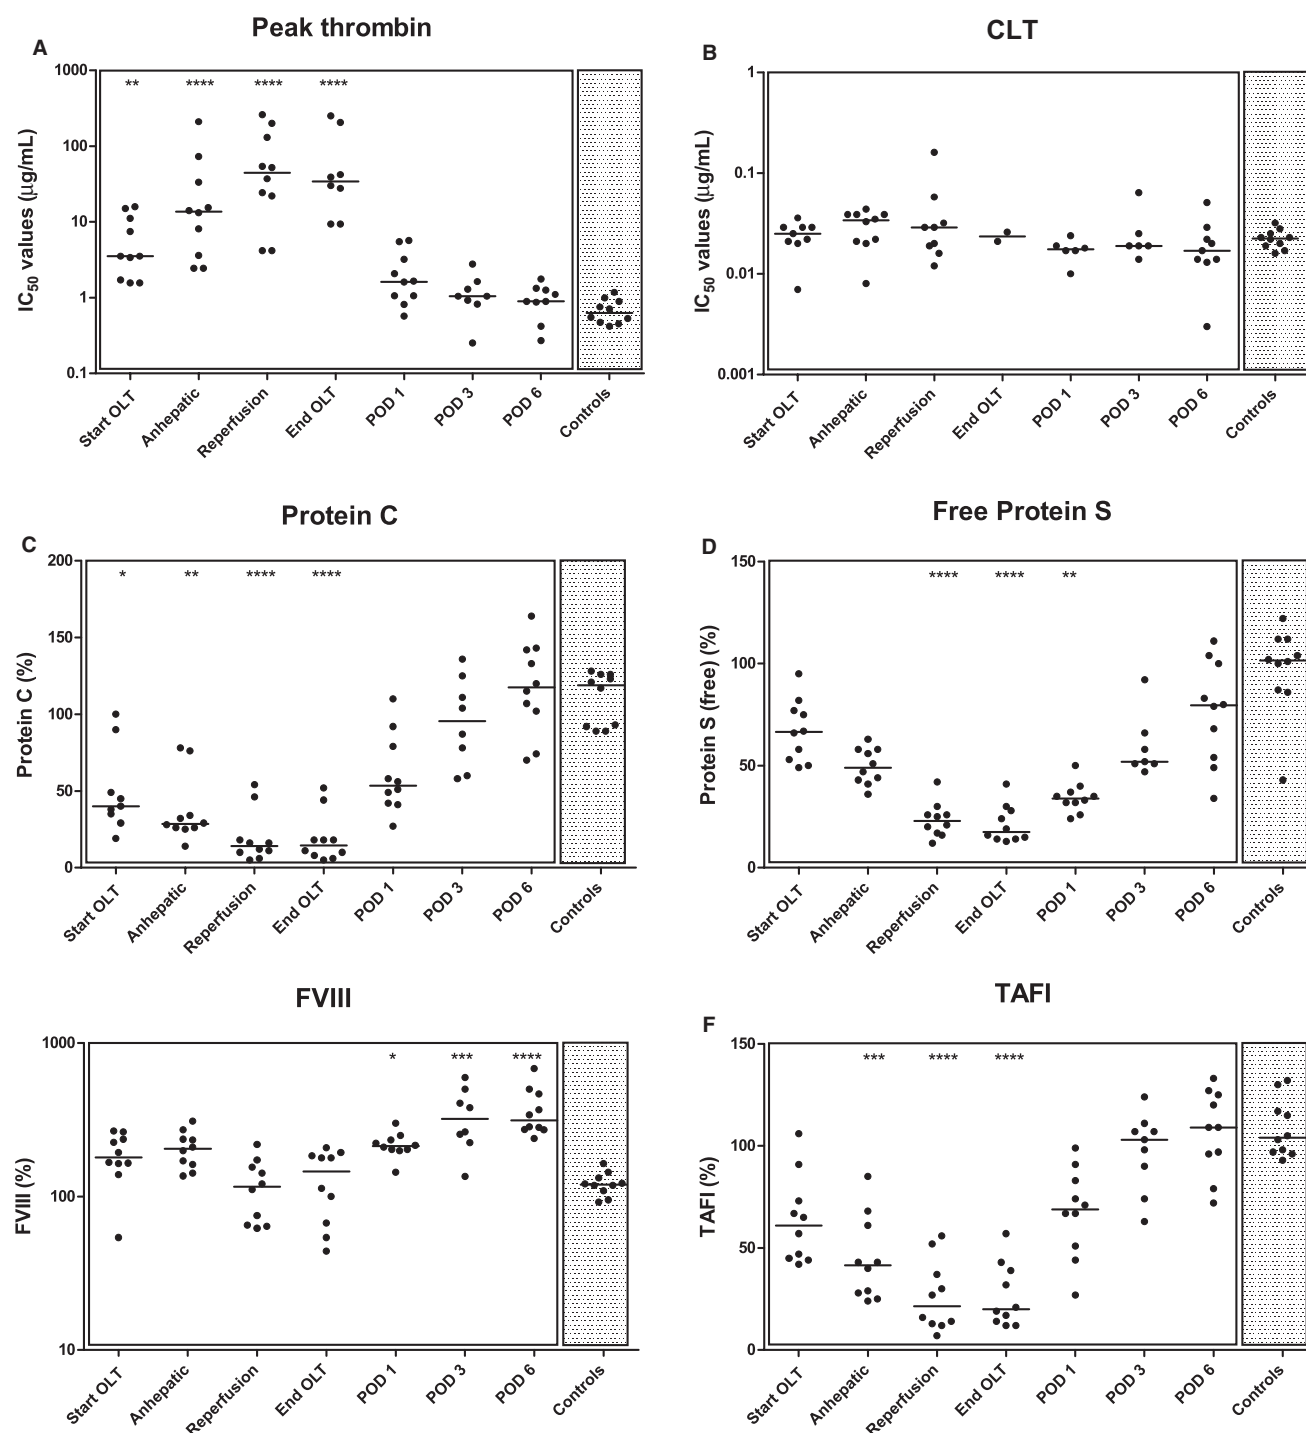 Peak thrombin
A
1000
100
10
1
0.1
IC50 values (μg/mL)
** **** **** ****
Start OLT
Anhepatic
Reperfusion
End OLT
POD 1
POD 3
POD 6
Controls
CLT
B
1
0.1
0.01
0.001
IC50 values (μg/mL)
Start OLT
Anhepatic
Reperfusion
End OLT
POD 1
POD 3
POD 6
Controls
Protein C
C
200
150
100
50
0
Protein C (%)
* ** **** ****
Start OLT
Anhepatic
Reperfusion
End OLT
POD 1
POD 3
POD 6
Controls
Free Protein S
D
150
100
50
0
Protein S (free) (%)
**** **** **
Start OLT
Anhepatic
Reperfusion
End OLT
POD 1
POD 3
POD 6
Controls
FVIII
1000
100
10
FVIII (%)
* *** ****
Start OLT
Anhepatic
Reperfusion
End OLT
POD 1
POD 3
POD 6
Controls
TAFI
F
150
100
50
0
TAFI (%)
*** **** ****
Start OLT
Anhepatic
Reperfusion
End OLT
POD 1
POD 3
POD 6
Controls